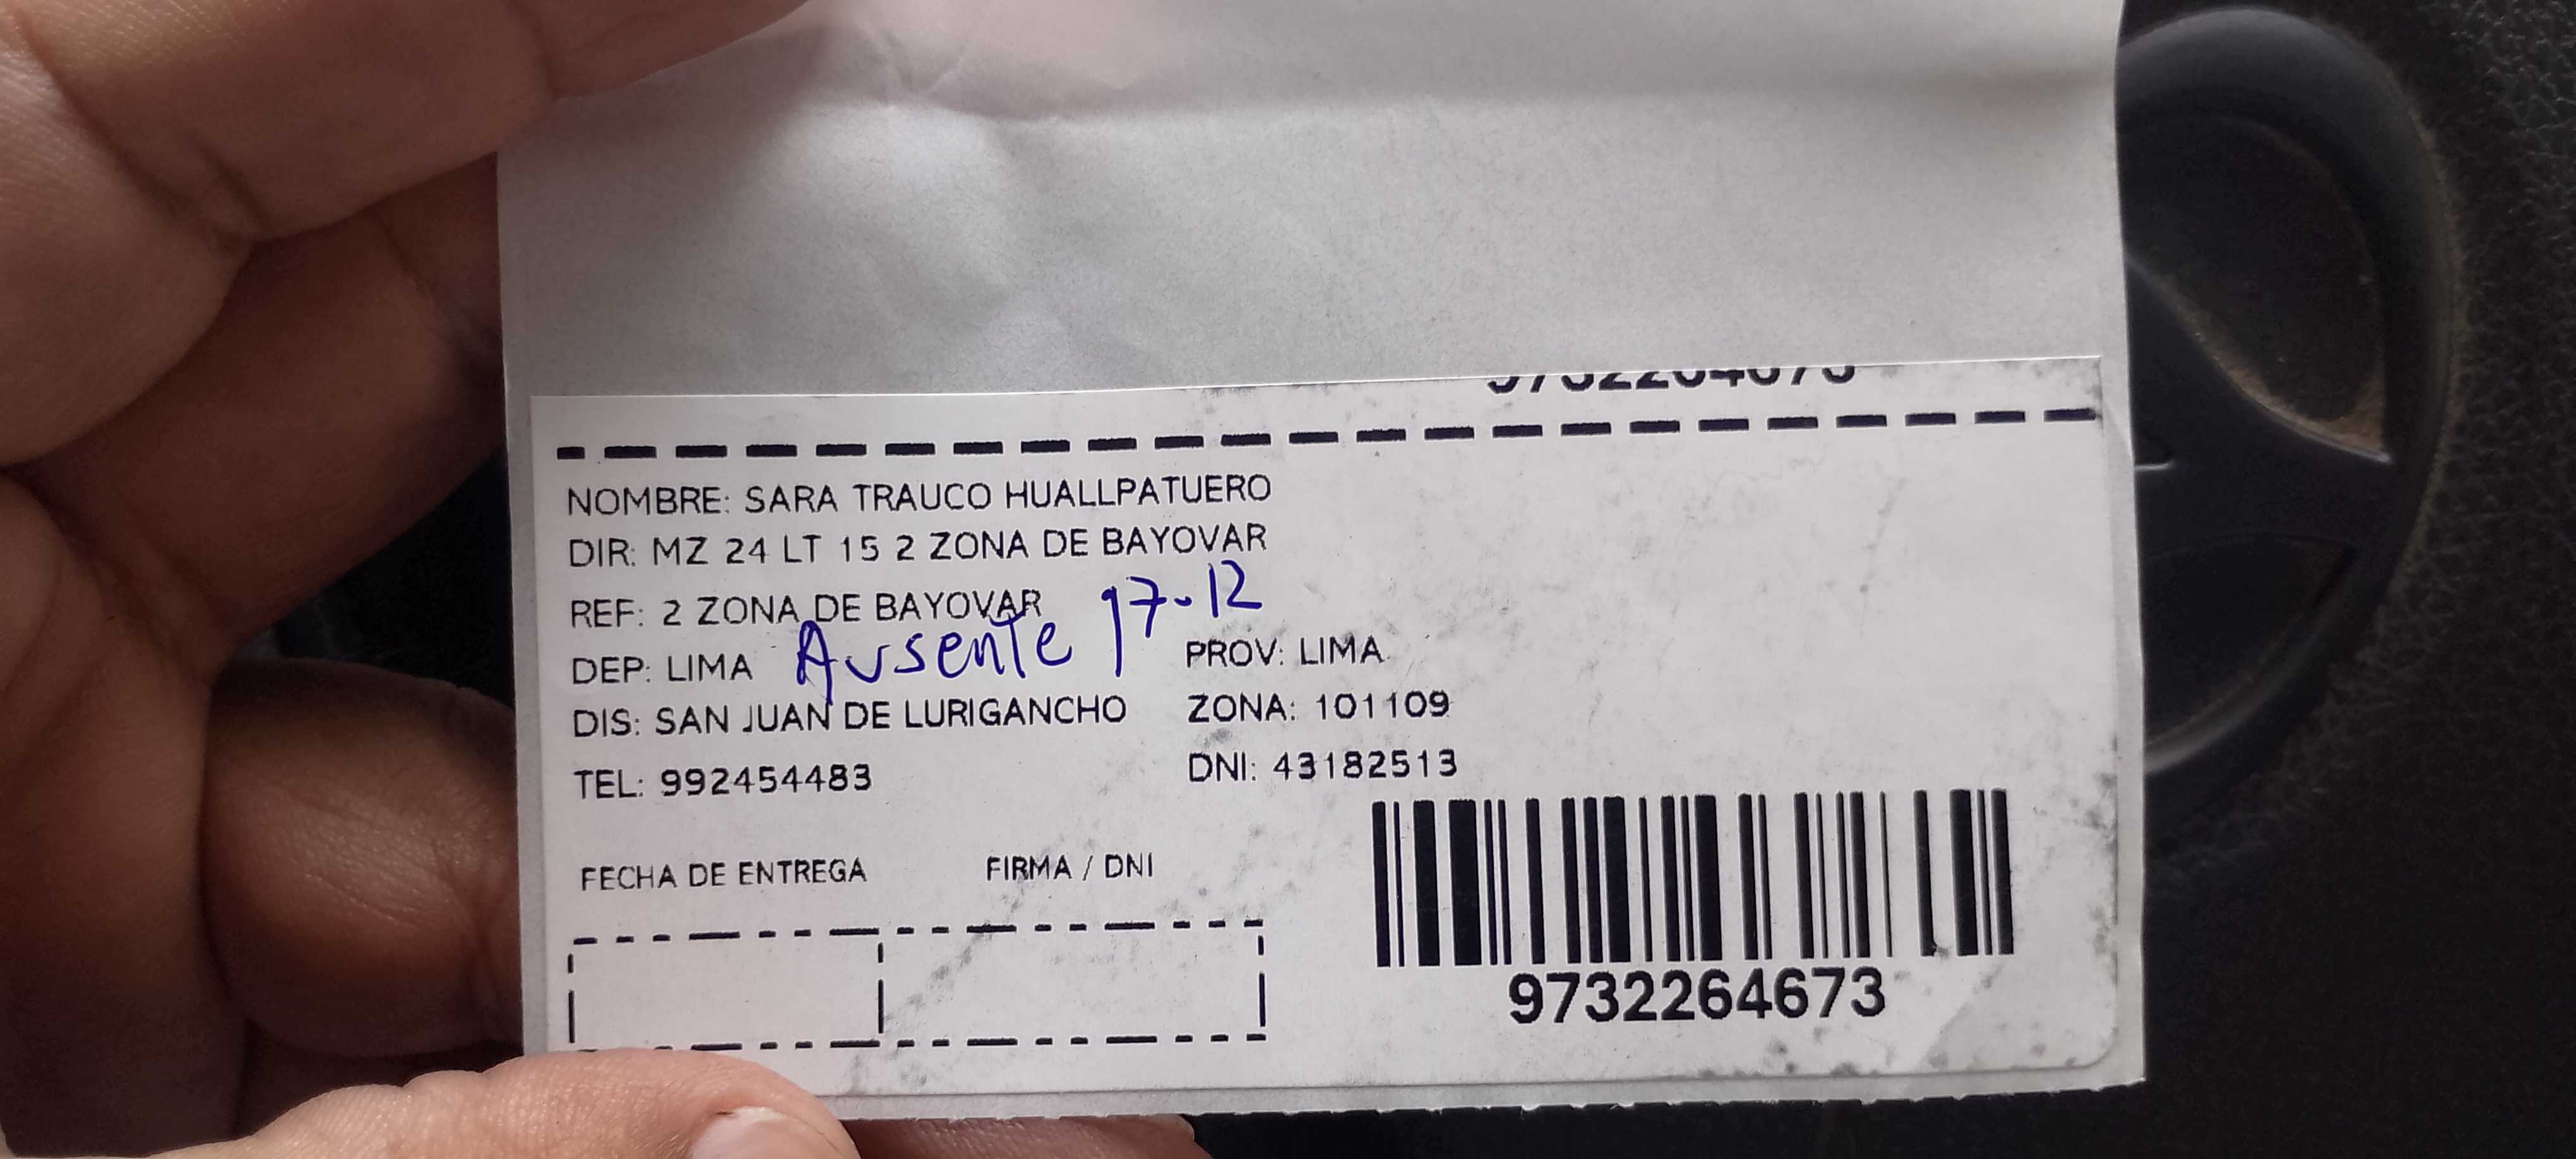 9732264673
NOMBRE: SARA TRAUCO HUALLPATUERO
DIR: MZ 24 LT 15 2 ZONA DE BAYOVAR
REF: 2 ZONA DE BAYOVAR 17-12
DEP: LIMA Ausente PROV: LIMA
DIS: SAN JUAN DE LURIGANCHO ZONA: 101109
TEL: 992454483 DNI: 43182513
FECHA DE ENTREGA FIRMA / DNI
9732264673